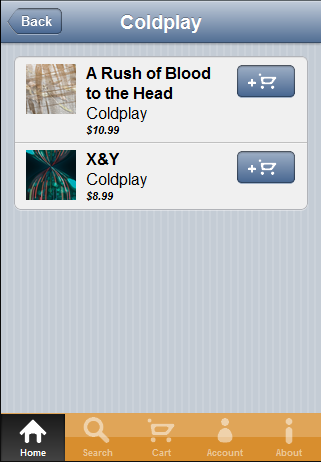 Back
Coldplay
A Rush of Blood
to the Head
Coldplay
$10.99
X&Y
Coldplay
$8.99
Home
Search
Cart
Account
About